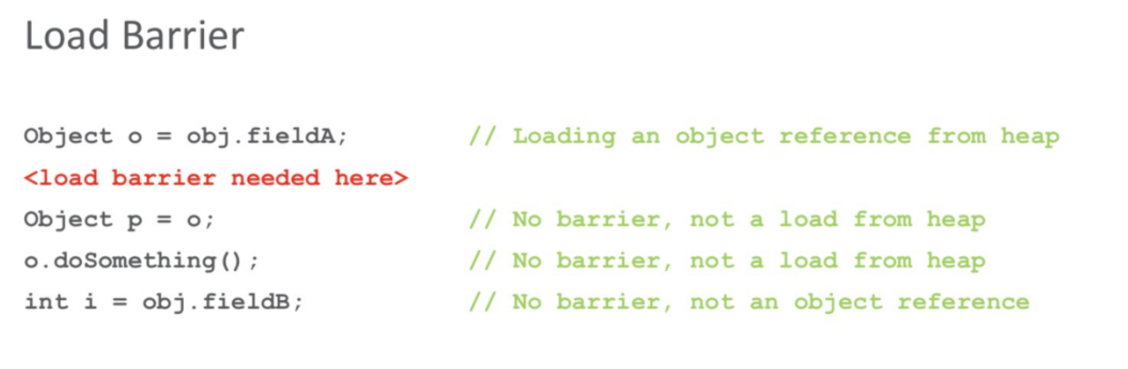 Load Barrier
Object o = obj.fieldA; // Loading an object reference from heap
<load barrier needed here>
Object p = o; // No barrier, not a load from heap
o.doSomething(); // No barrier, not a load from heap
int i = obj.fieldB; // No barrier, not an object reference